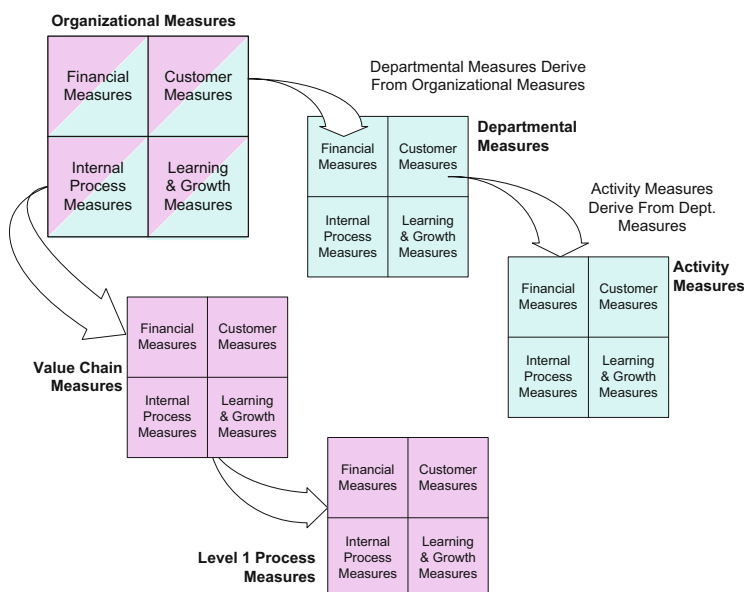 Organizational Measures
Financial
Measures
Customer
Measures
Internal
Process
Measures
Learning
& Growth
Measures
Departmental Measures Derive
From Organizational Measures
Departmental
Measures
Financial
Measures
Customer
Measures
Internal
Process
Measures
Learning
& Growth
Measures
Activity Measures
Derive From Dept.
Measures
Activity
Measures
Financial
Measures
Customer
Measures
Internal
Process
Measures
Learning
& Growth
Measures
Value Chain
Measures
Financial
Measures
Customer
Measures
Internal
Process
Measures
Learning
& Growth
Measures
Level 1 Process
Measures
Financial
Measures
Customer
Measures
Internal
Process
Measures
Learning
& Growth
Measures